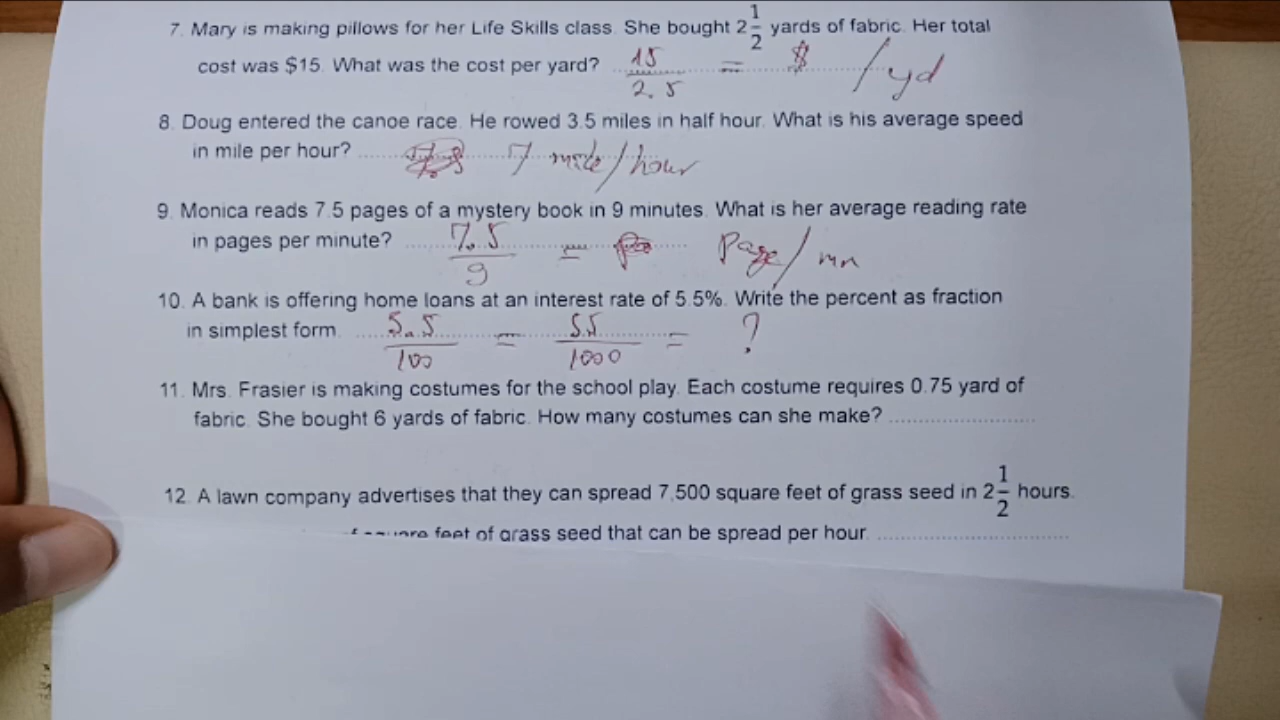 7. Mary is making pillows for her Life Skills class. She bought 2 1/2 yards of fabric. Her total
cost was $15. What was the cost per yard? 15/2.5 = $ /yd
8. Doug entered the canoe race. He rowed 3.5 miles in half hour. What is his average speed
in mile per hour? 7 mile/hour
9. Monica reads 7.5 pages of a mystery book in 9 minutes. What is her average reading rate
in pages per minute? 7.5/9 = Page/mn
10. A bank is offering home loans at an interest rate of 5.5%. Write the percent as fraction
in simplest form. 5.5/100 = 55/1000 = ?
11. Mrs. Frasier is making costumes for the school play. Each costume requires 0.75 yard of
fabric. She bought 6 yards of fabric. How many costumes can she make?
12. A lawn company advertises that they can spread 7,500 square feet of grass seed in 2 1/2 hours.
feet of grass seed that can be spread per hour.